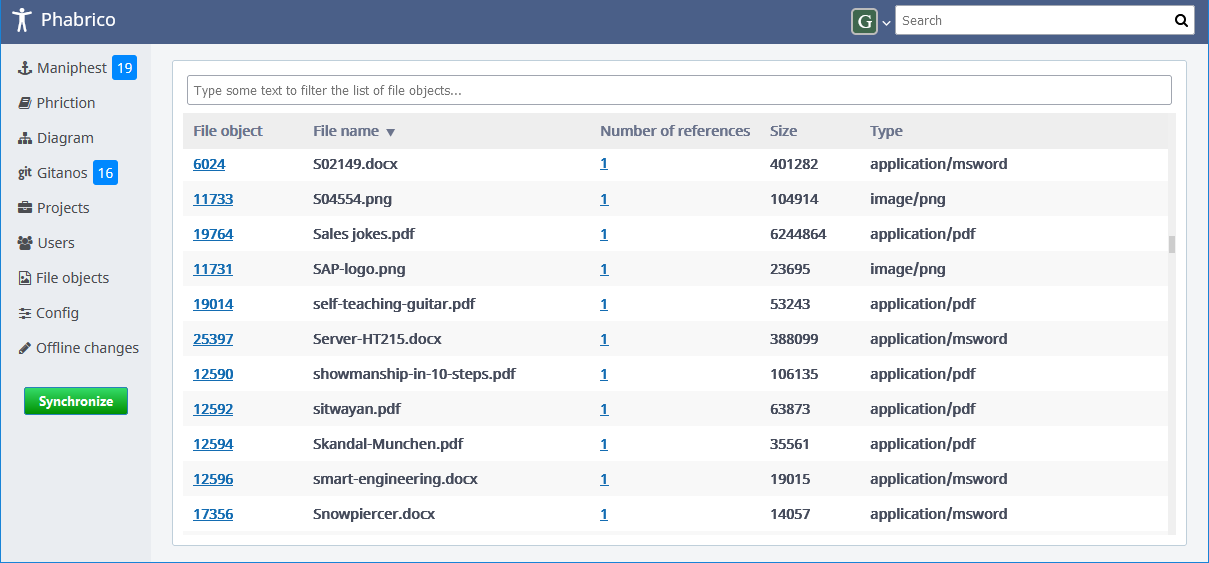 Phabrico
G
Search
Maniphest 19
Phriction
Diagram
git Gitanos 16
Projects
Users
File objects
Config
Offline changes
Synchronize
Type some text to filter the list of file objects...
File object File name ▼ Number of references Size Type
6024 S02149.docx 1 401282 application/msword
11733 S04554.png 1 104914 image/png
19764 Sales jokes.pdf 1 6244864 application/pdf
11731 SAP-logo.png 1 23695 image/png
19014 self-teaching-guitar.pdf 1 53243 application/pdf
25397 Server-HT215.docx 1 388099 application/msword
12590 showmanship-in-10-steps.pdf 1 106135 application/pdf
12592 sitwayan.pdf 1 63873 application/pdf
12594 Skandal-Munchen.pdf 1 35561 application/pdf
12596 smart-engineering.docx 1 19015 application/msword
17356 Snowpiercer.docx 1 14057 application/msword